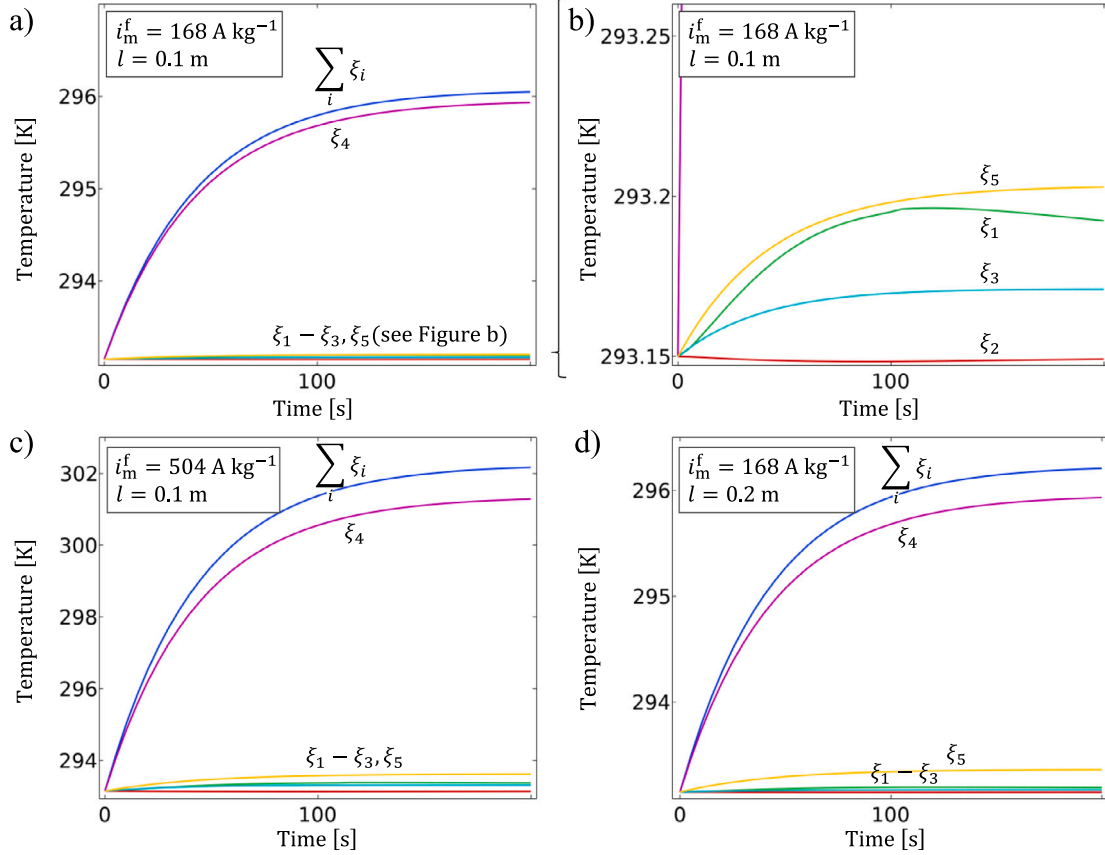 a)
i_m^f = 168 A kg⁻¹
l = 0.1 m
∑_i ξ_i
ξ_4
ξ_1 − ξ_3, ξ_5(see Figure b)
296
295
294
Temperature [K]
0
100
Time [s]
b)
i_m^f = 168 A kg⁻¹
l = 0.1 m
293.25
293.2
293.15
ξ_5
ξ_1
ξ_3
ξ_2
Temperature [K]
0
100
Time [s]
c)
i_m^f = 504 A kg⁻¹
l = 0.1 m
∑_i ξ_i
ξ_4
ξ_1 − ξ_3, ξ_5
302
300
298
296
294
Temperature [K]
0
100
Time [s]
d)
i_m^f = 168 A kg⁻¹
l = 0.2 m
∑_i ξ_i
ξ_4
ξ_5
ξ_1 − ξ_3
296
295
294
Temperature [K]
0
100
Time [s]